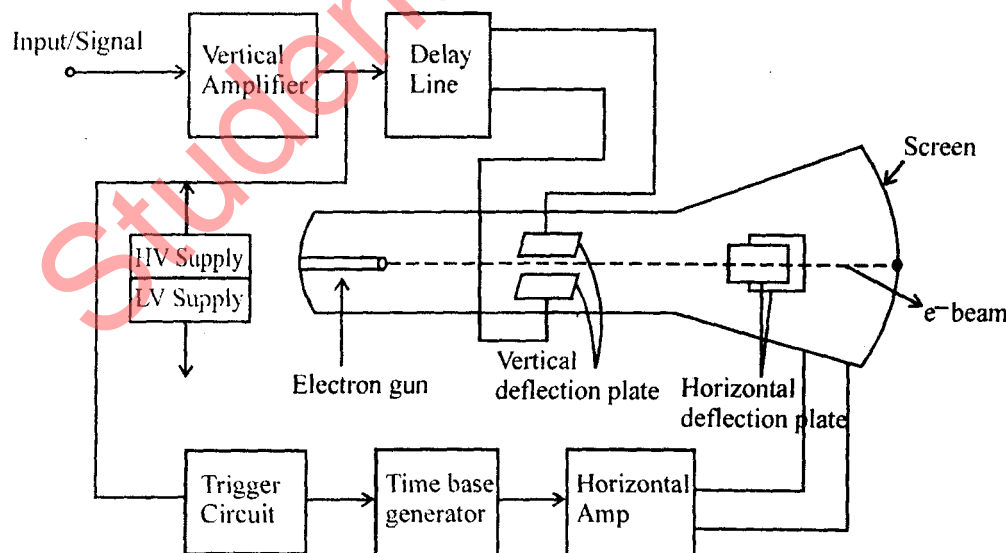 Input/Signal
Vertical
Amplifier
Delay
Line
Screen
HV Supply
LV Supply
e⁻ beam
Electron gun
Vertical
deflection plate
Horizontal
deflection plate
Trigger
Circuit
Time base
generator
Horizontal
Amp
Studen